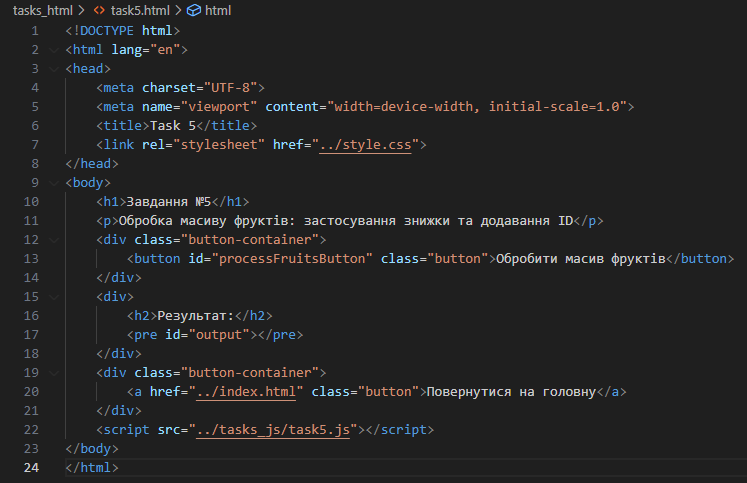 tasks_html > <> task5.html > html
1 <!DOCTYPE html>
2 <html lang="en">
3 <head>
4     <meta charset="UTF-8">
5     <meta name="viewport" content="width=device-width, initial-scale=1.0">
6     <title>Task 5</title>
7     <link rel="stylesheet" href="../style.css">
8 </head>
9 <body>
10     <h1>Завдання №5</h1>
11     <p>Обробка масиву фруктів: застосування знижки та додавання ID</p>
12     <div class="button-container">
13         <button id="processFruitsButton" class="button">Обробити масив фруктів</button>
14     </div>
15     <div>
16         <h2>Результат:</h2>
17         <pre id="output"></pre>
18     </div>
19     <div class="button-container">
20         <a href="../index.html" class="button">Повернутися на головну</a>
21     </div>
22     <script src="../tasks_js/task5.js"></script>
23 </body>
24 </html>